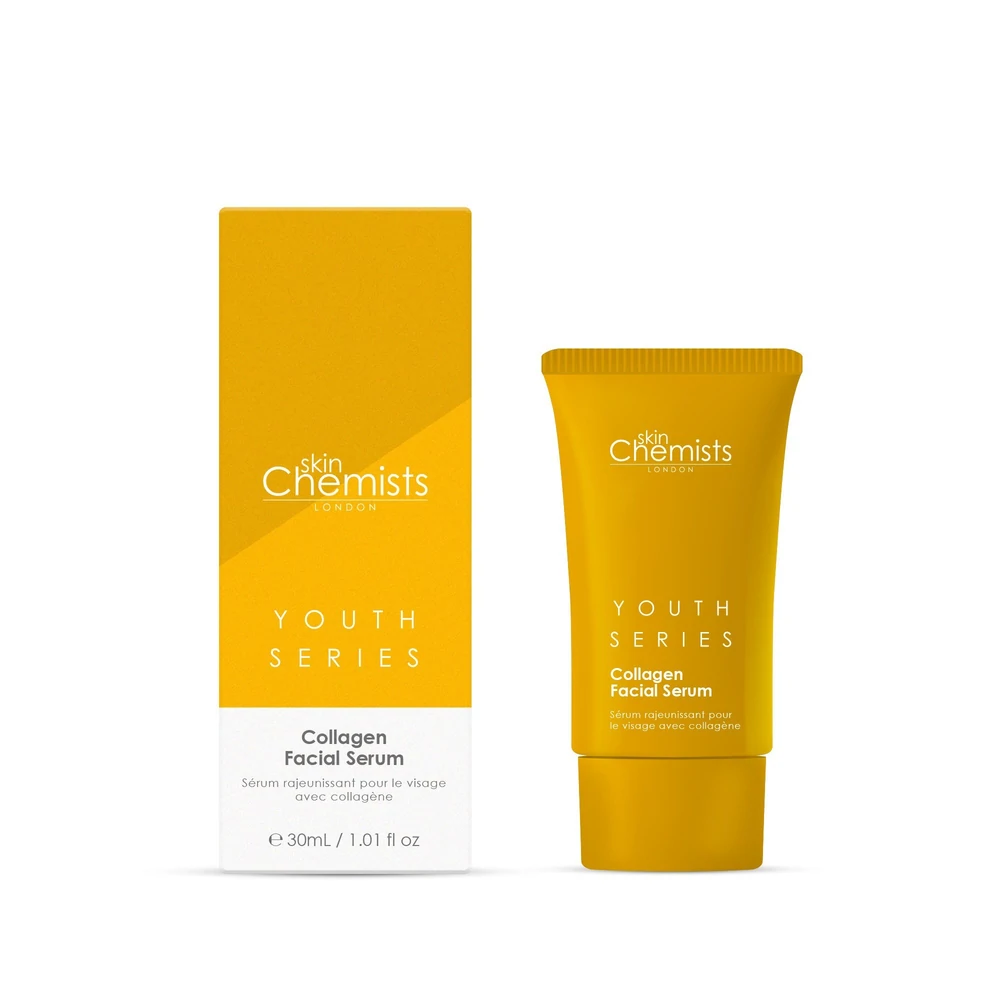 skin
Chemists
LONDON
YOUTH
SERIES
Collagen
Facial Serum
Sérum rajeunissant pour le visage
avec collagène
℮ 30mL / 1.01 fl oz
skin
Chemists
LONDON
YOUTH
SERIES
Collagen
Facial Serum
Sérum rajeunissant pour
le visage avec collagène